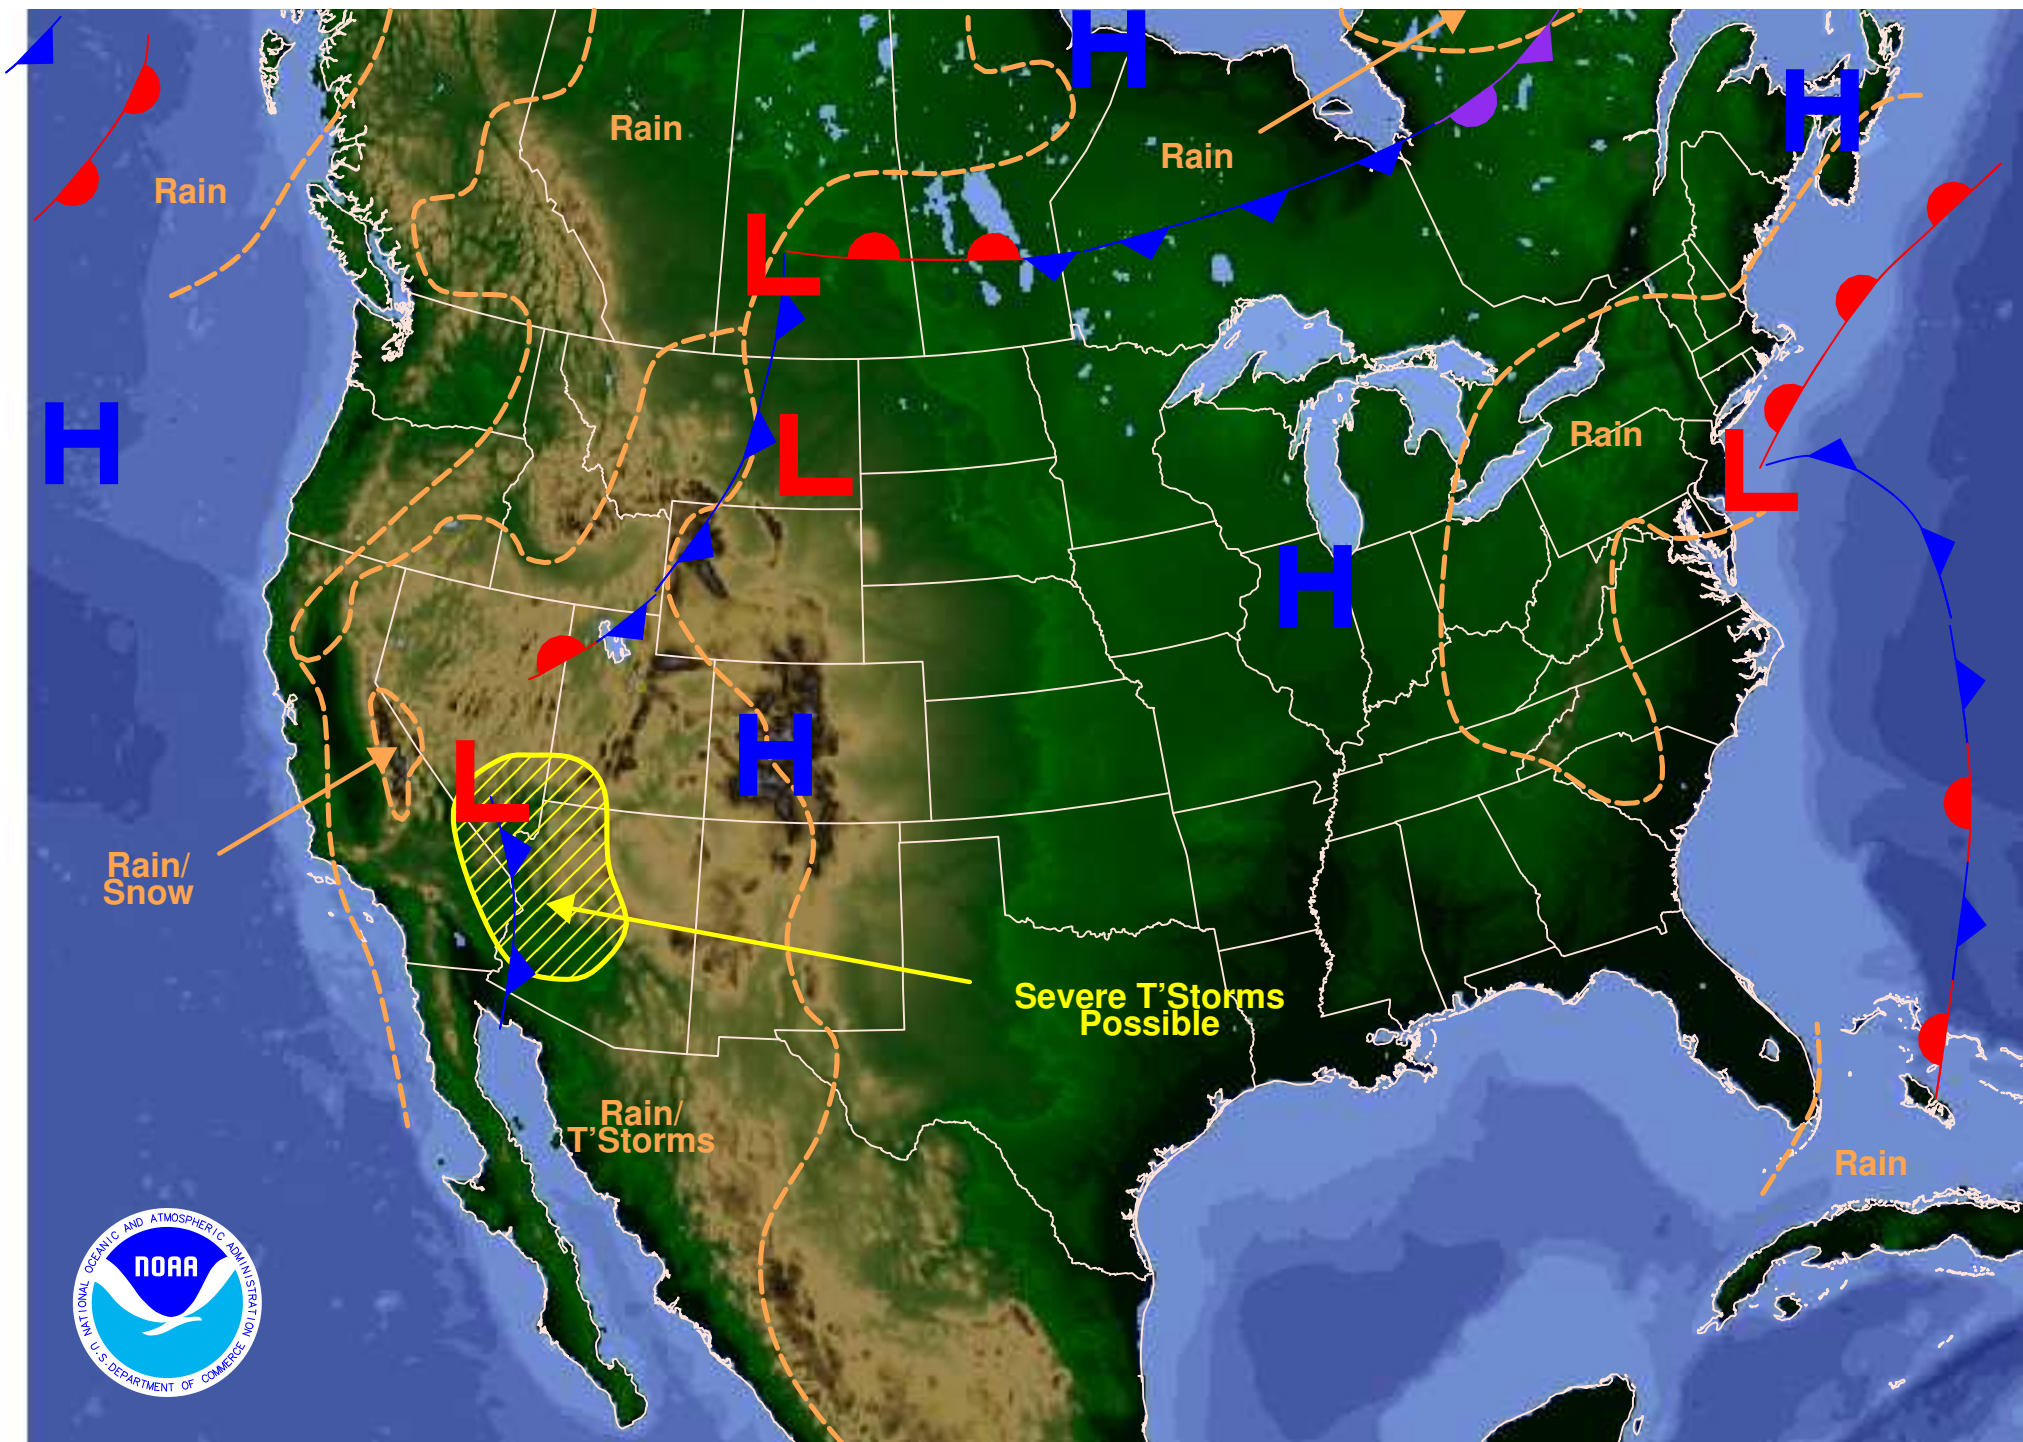 H
H
Rain
Rain
Rain
L
H
L
Rain
L
H
H
L
Rain/
Snow
Severe T'Storms
Possible
Rain/
T'Storms
Rain
NATIONAL OCEANIC AND ATMOSPHERIC ADMINISTRATION
NOAA
U.S. DEPARTMENT OF COMMERCE